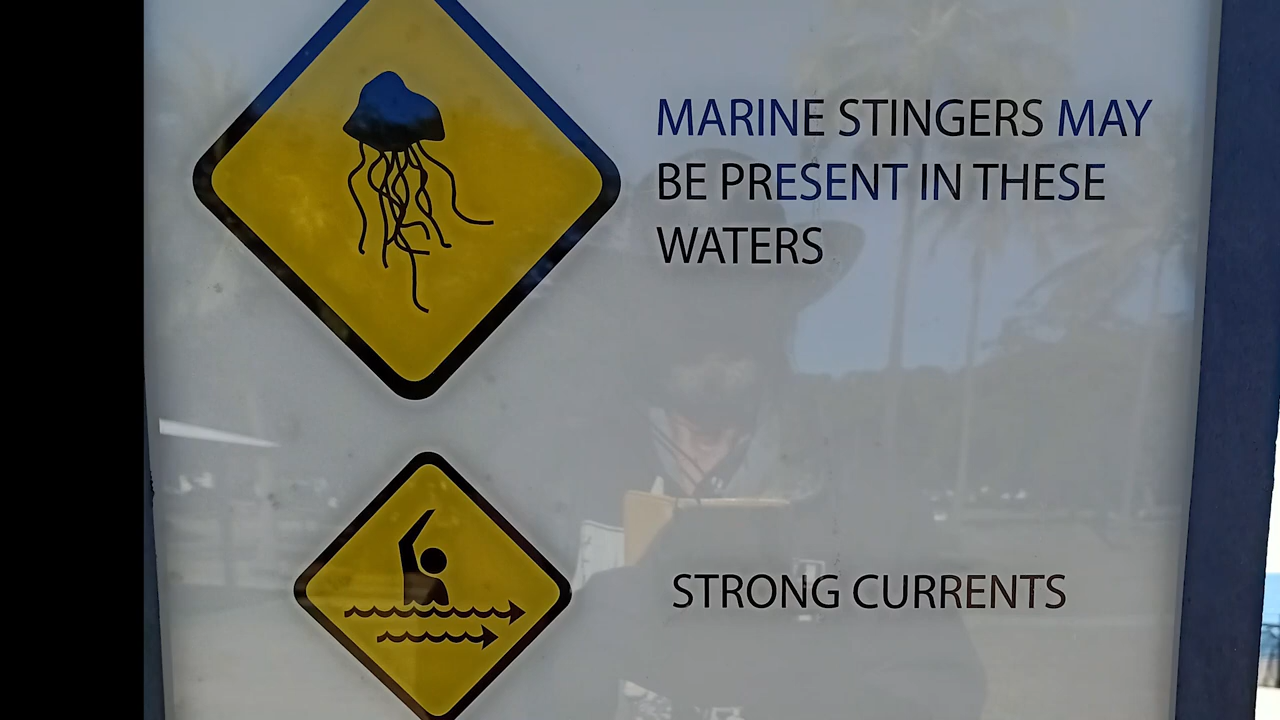 MARINE STINGERS MAY
BE PRESENT IN THESE
WATERS
STRONG CURRENTS